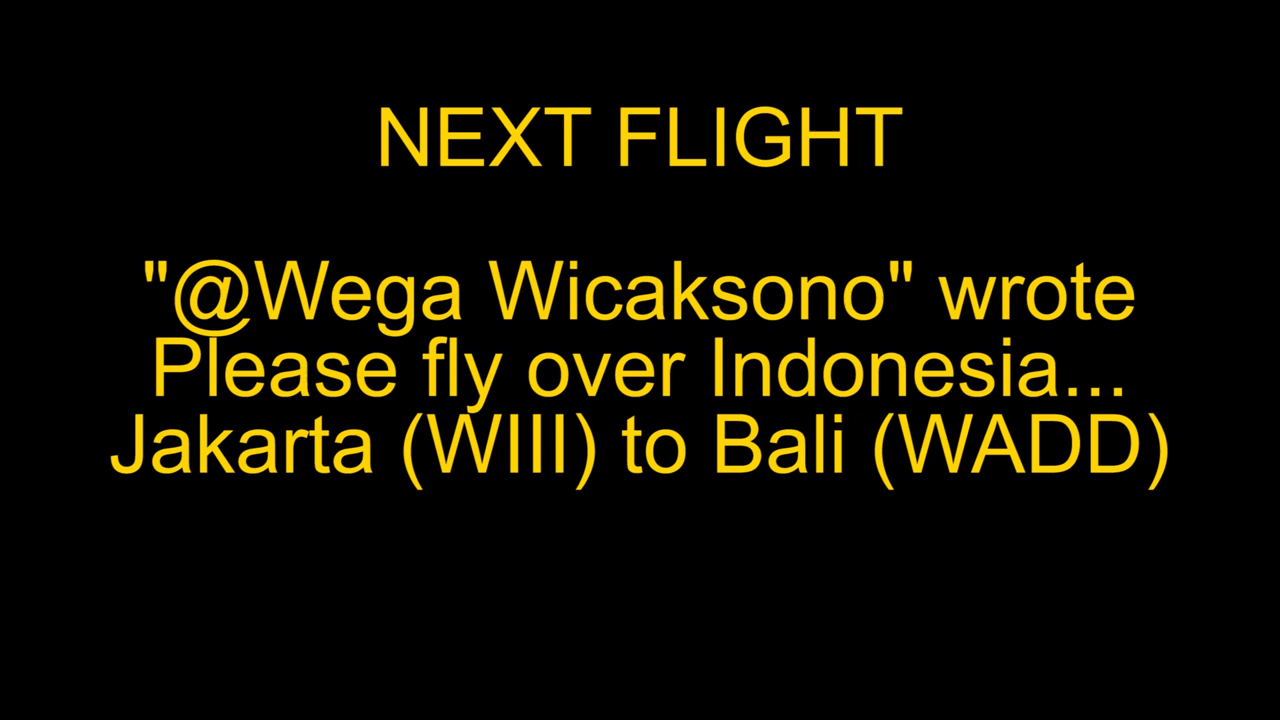 NEXT FLIGHT
"@Wega Wicaksono" wrote
Please fly over Indonesia...
Jakarta (WIII) to Bali (WADD)